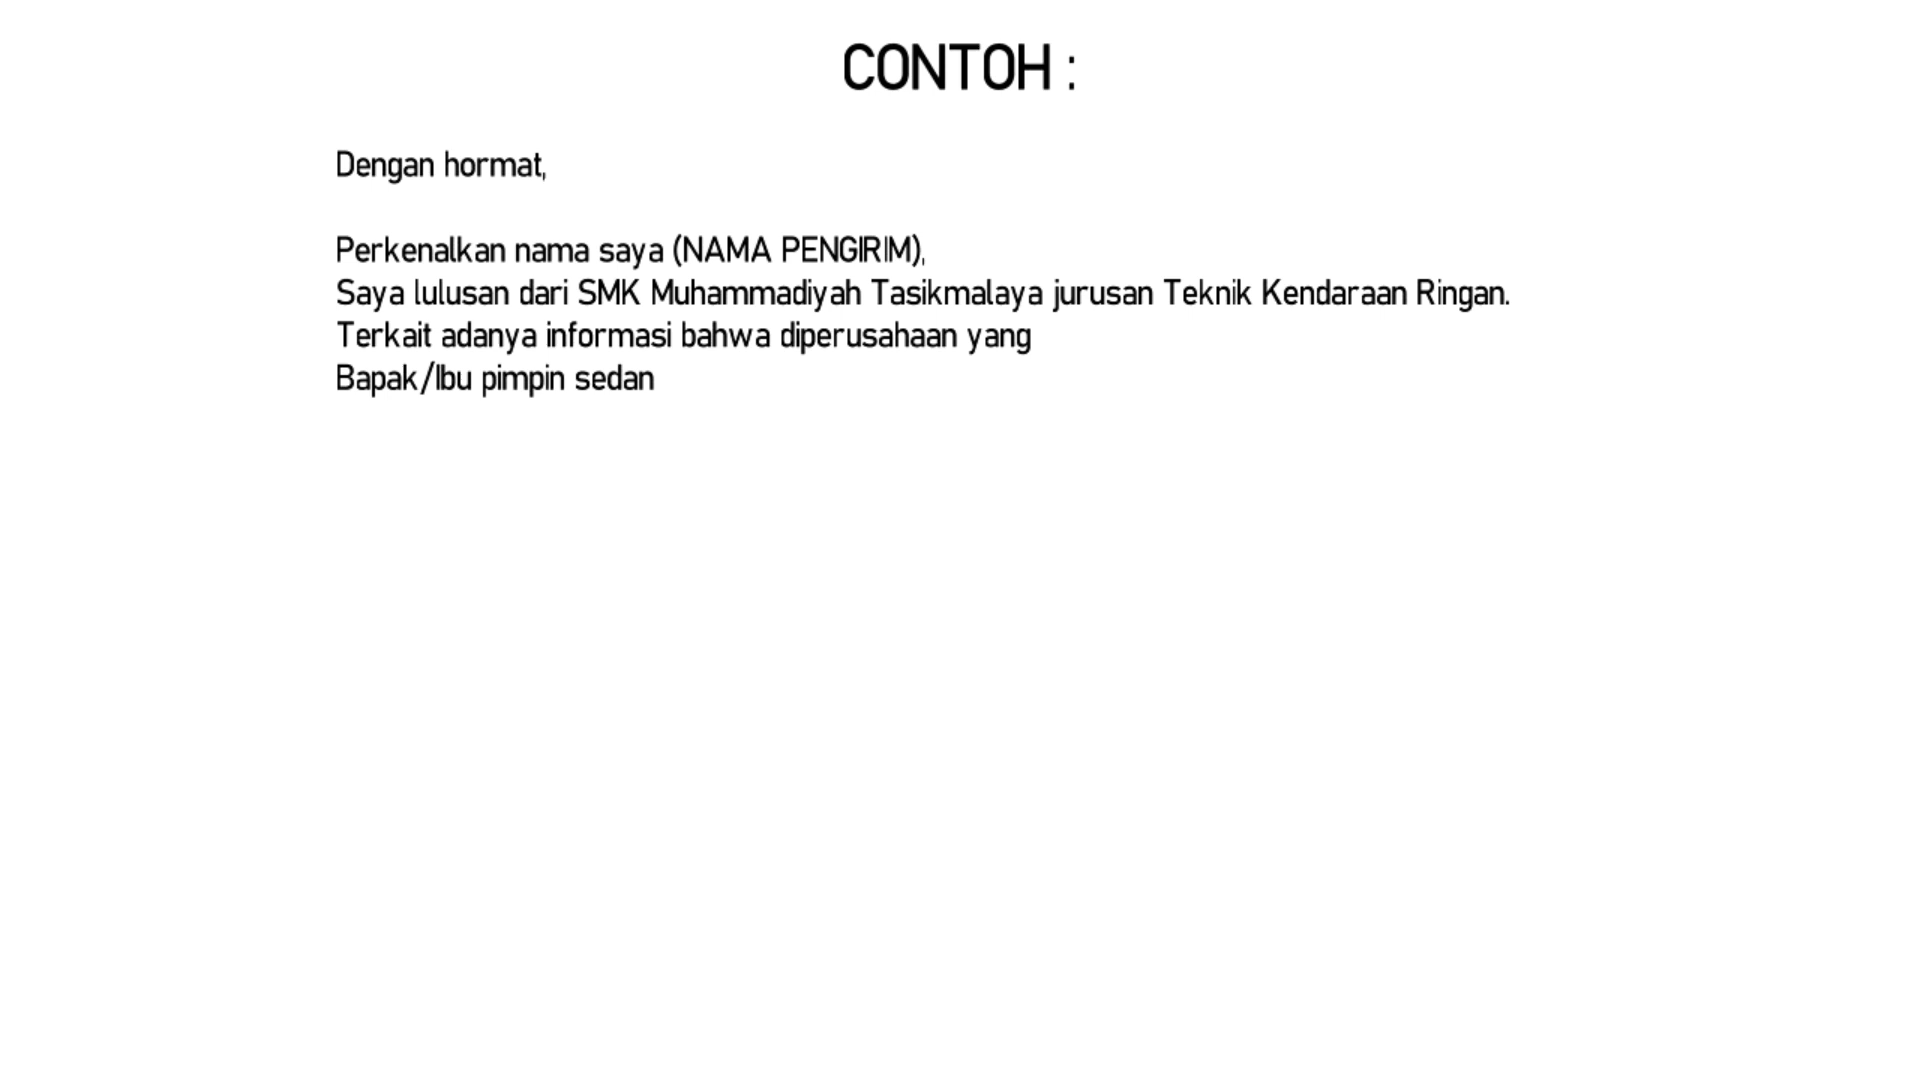 CONTOH :
Dengan hormat,
Perkenalkan nama saya (NAMA PENGIRIM),
Saya lulusan dari SMK Muhammadiyah Tasikmalaya jurusan Teknik Kendaraan Ringan.
Terkait adanya informasi bahwa diperusahaan yang
Bapak/Ibu pimpin sedan